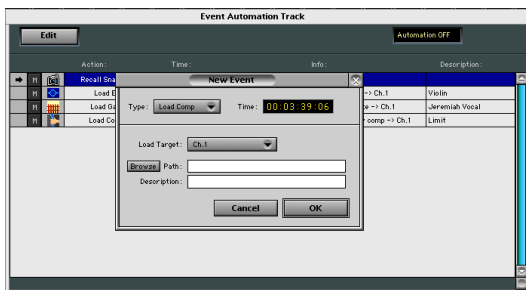 Event Automation Track
Edit
Automation OFF
Action: Time: Info: Description:
M Recall Sna
M Load E -> Ch.1 Violin
M Load Ga -> Ch.1 Jeremiah Vocal
M Load Co comp -> Ch.1 Limit
New Event
Type: Load Comp Time: 00:03:39:06
Load Target: Ch.1
Browse Path:
Description:
Cancel OK